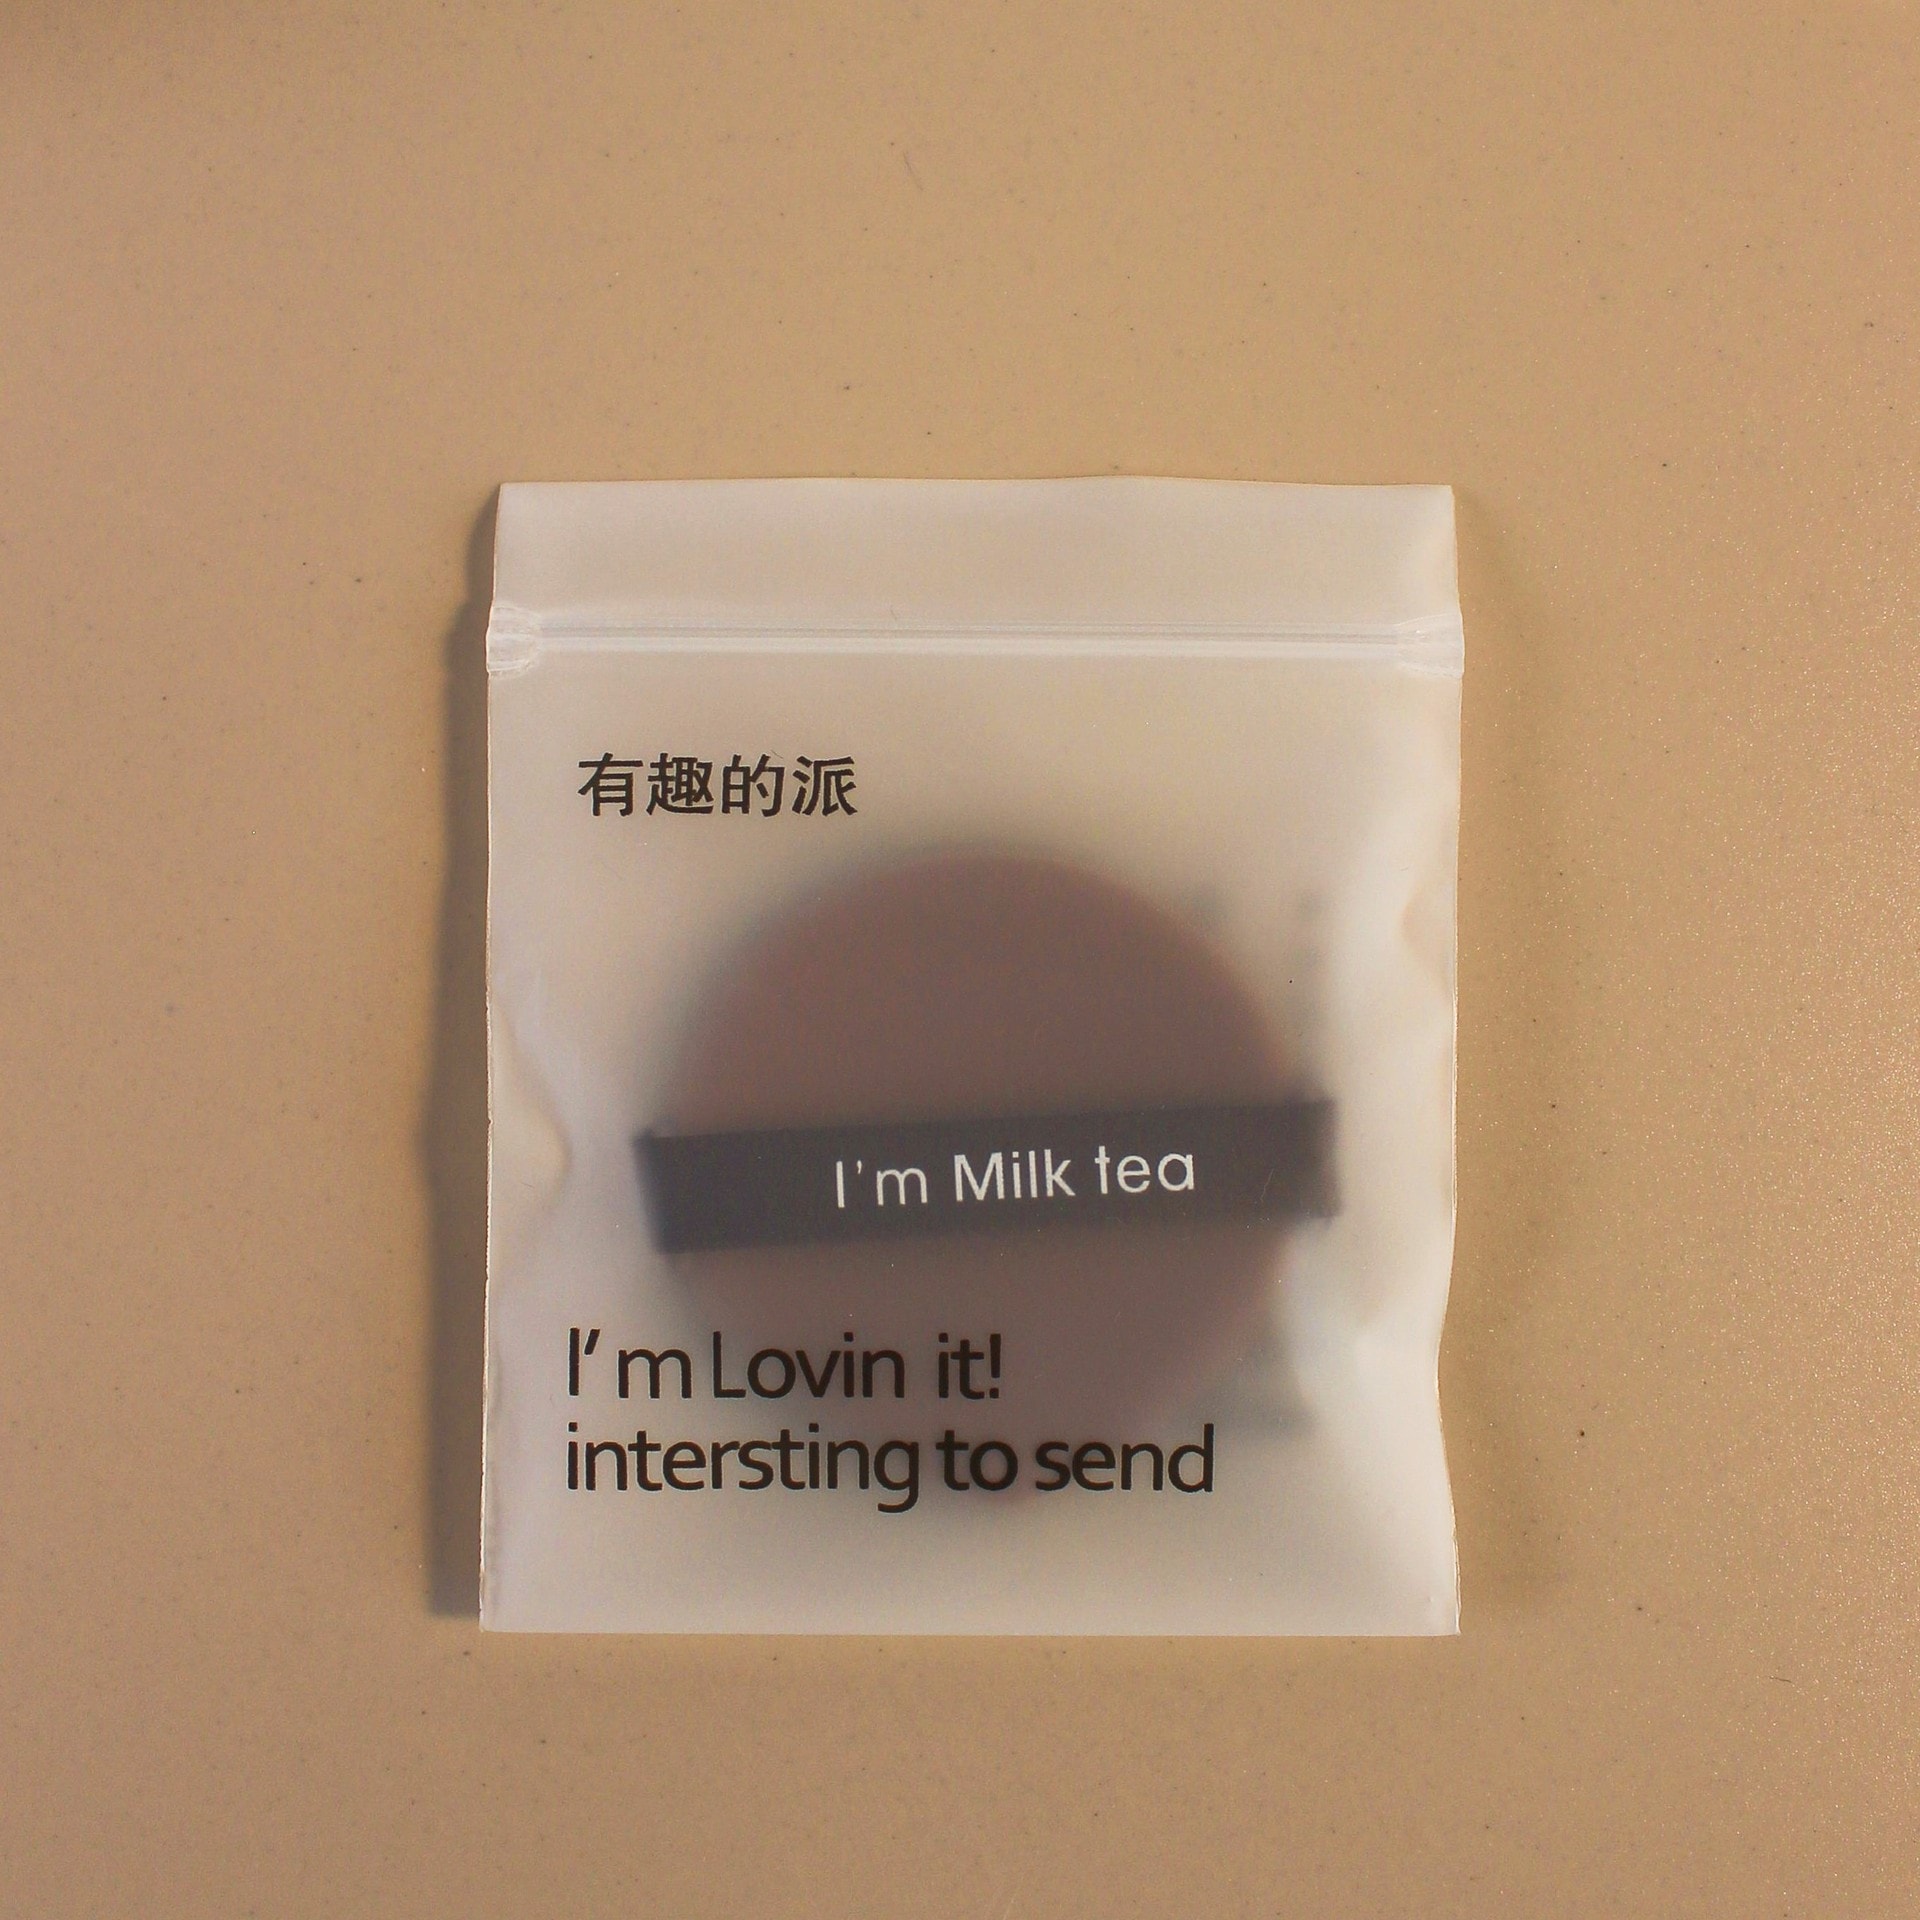 有趣的派
I'm Milk tea
I'm Lovin it!
intersting to send